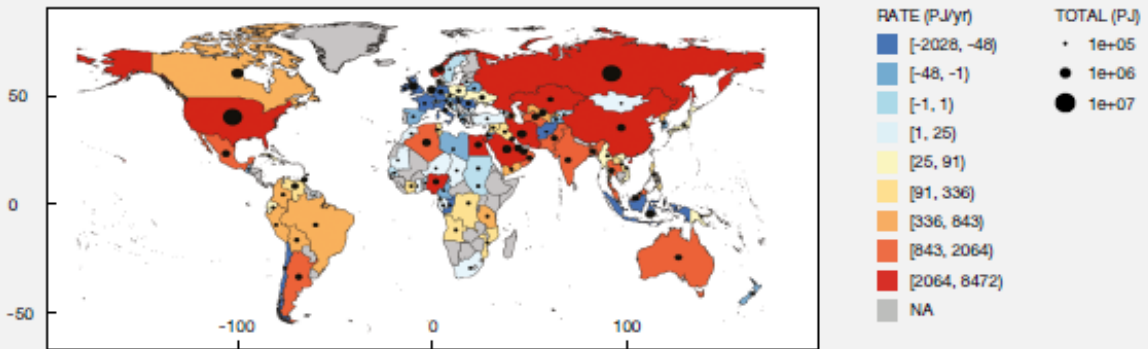 RATE (PJ/yr)
[-2028, -48)
[-48, -1)
[-1, 1)
[1, 25)
[25, 91)
[91, 336)
[336, 843)
[843, 2064)
[2064, 8472)
NA
TOTAL (PJ)
1e+05
1e+06
1e+07
50
0
-50
-100
0
100